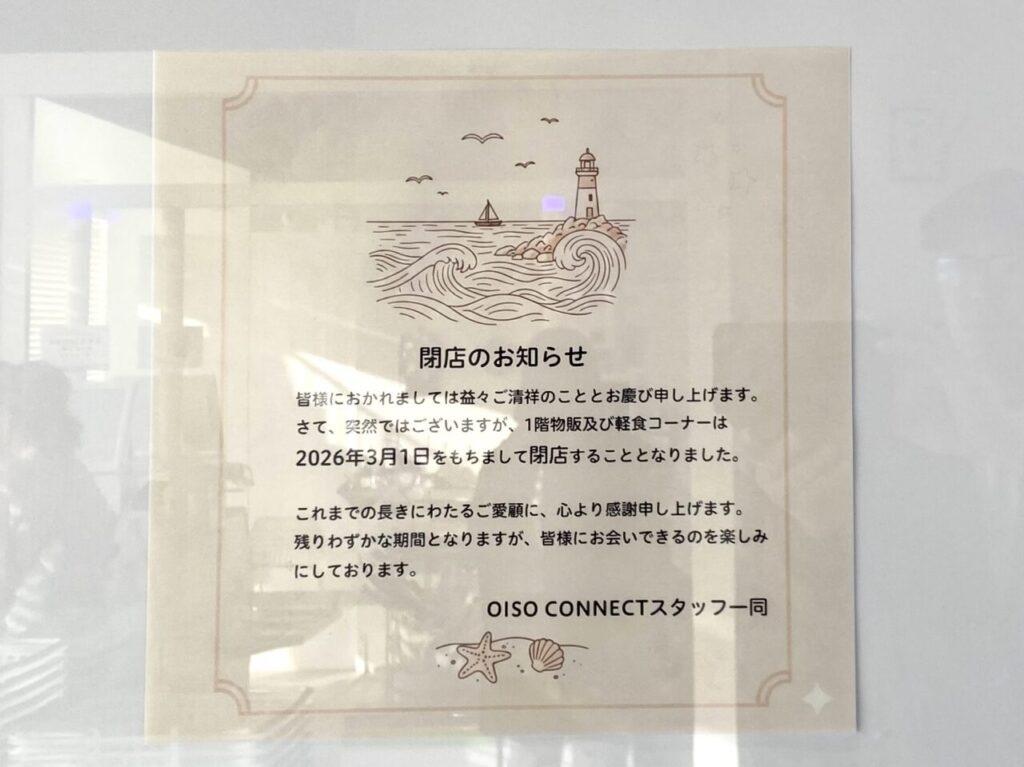 閉店のお知らせ
皆様におかれましては益々ご清祥のこととお慶び申し上げます。
さて、突然ではございますが、1階物販及び軽食コーナーは
2026年3月1日をもちまして閉店することとなりました。
これまでの長きにわたるご愛顧に、心より感謝申し上げます。
残りわずかな期間となりますが、皆様にお会いできるのを楽しみ
にしております。
OISO CONNECTスタッフ一同